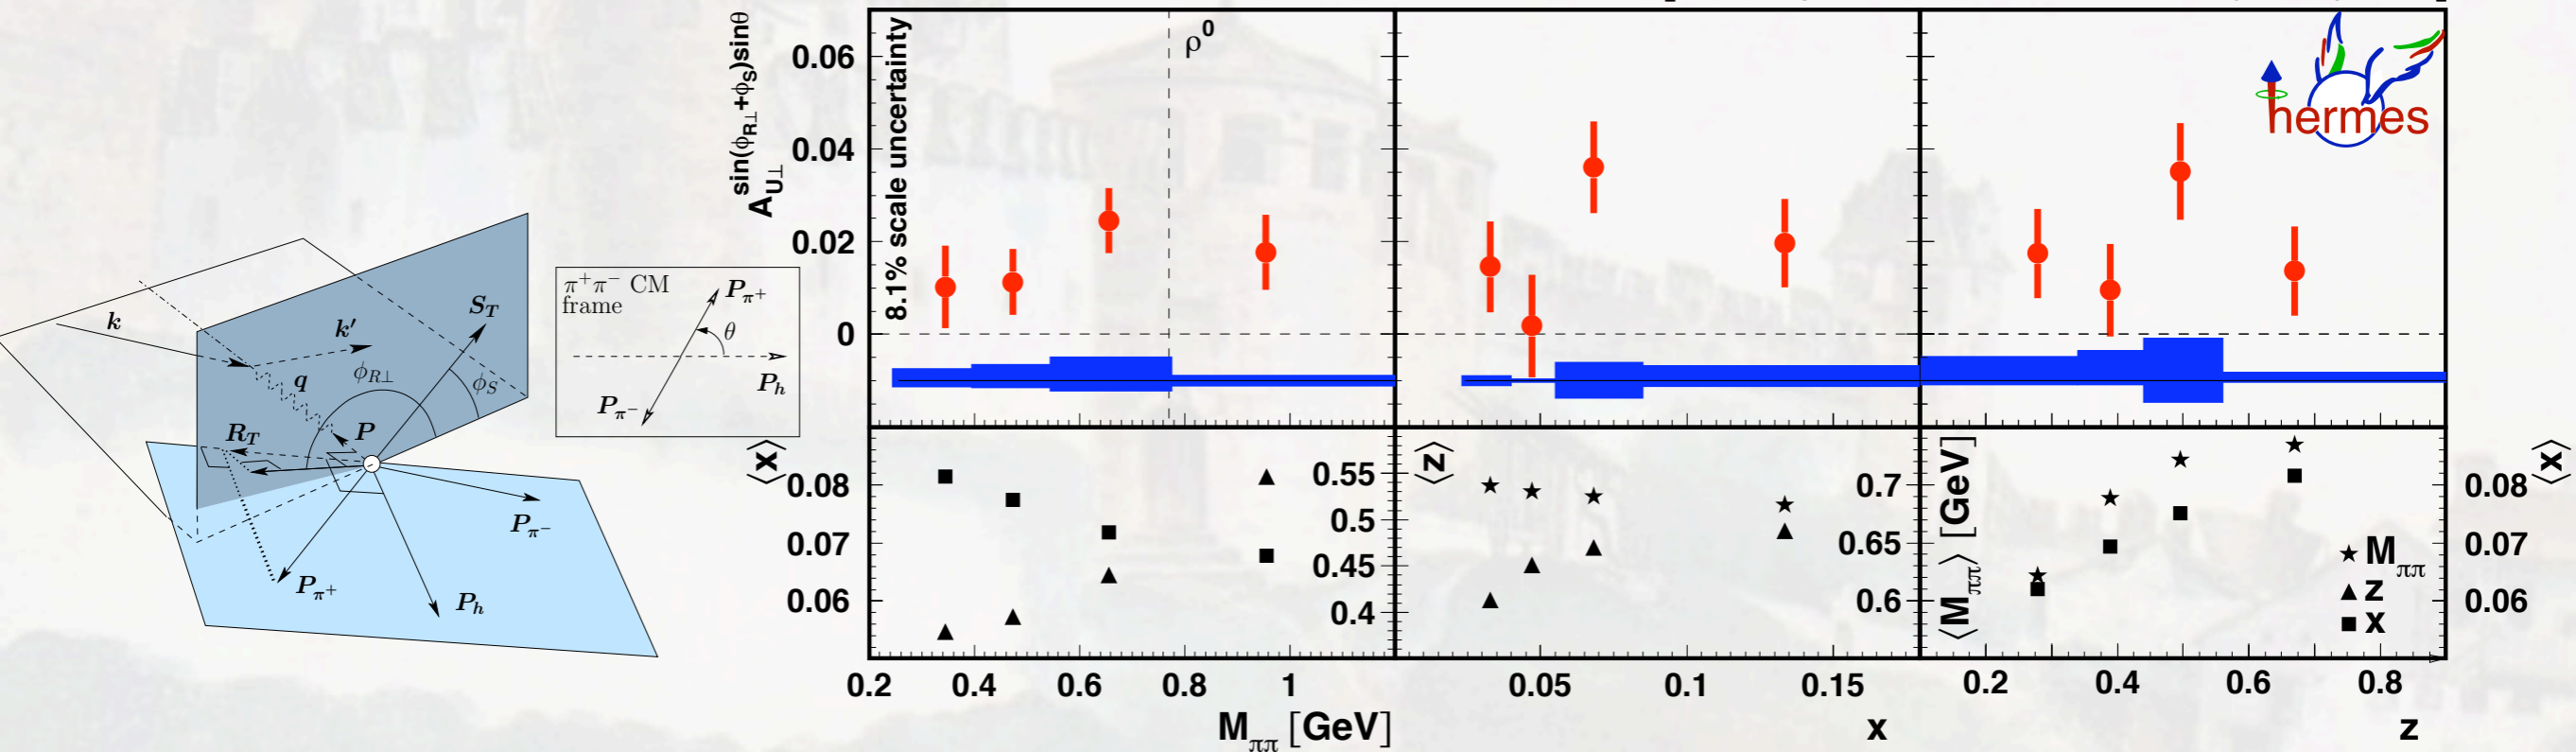 k
k′
q
S_T
ϕ_R⊥
ϕ_S
R_T
P
P_π⁺
P_h
P_π⁻
π⁺π⁻ CM
frame
P_π⁺
θ
P_h
P_π⁻
A_U⊥^sin(ϕ_R⊥+ϕ_S)sinθ
0.06
0.04
0.02
0
8.1% scale uncertainty
ρ⁰
hermes
⟨x⟩
0.08
0.07
0.06
⟨z⟩
0.55
0.5
0.45
0.4
⟨M_ππ⟩ [GeV]
0.7
0.65
0.6
★ M_ππ
▲ z
■ x
⟨x⟩
0.08
0.07
0.06
0.2 0.4 0.6 0.8 1
0.05 0.1 0.15
0.2 0.4 0.6 0.8
M_ππ [GeV]
x
z